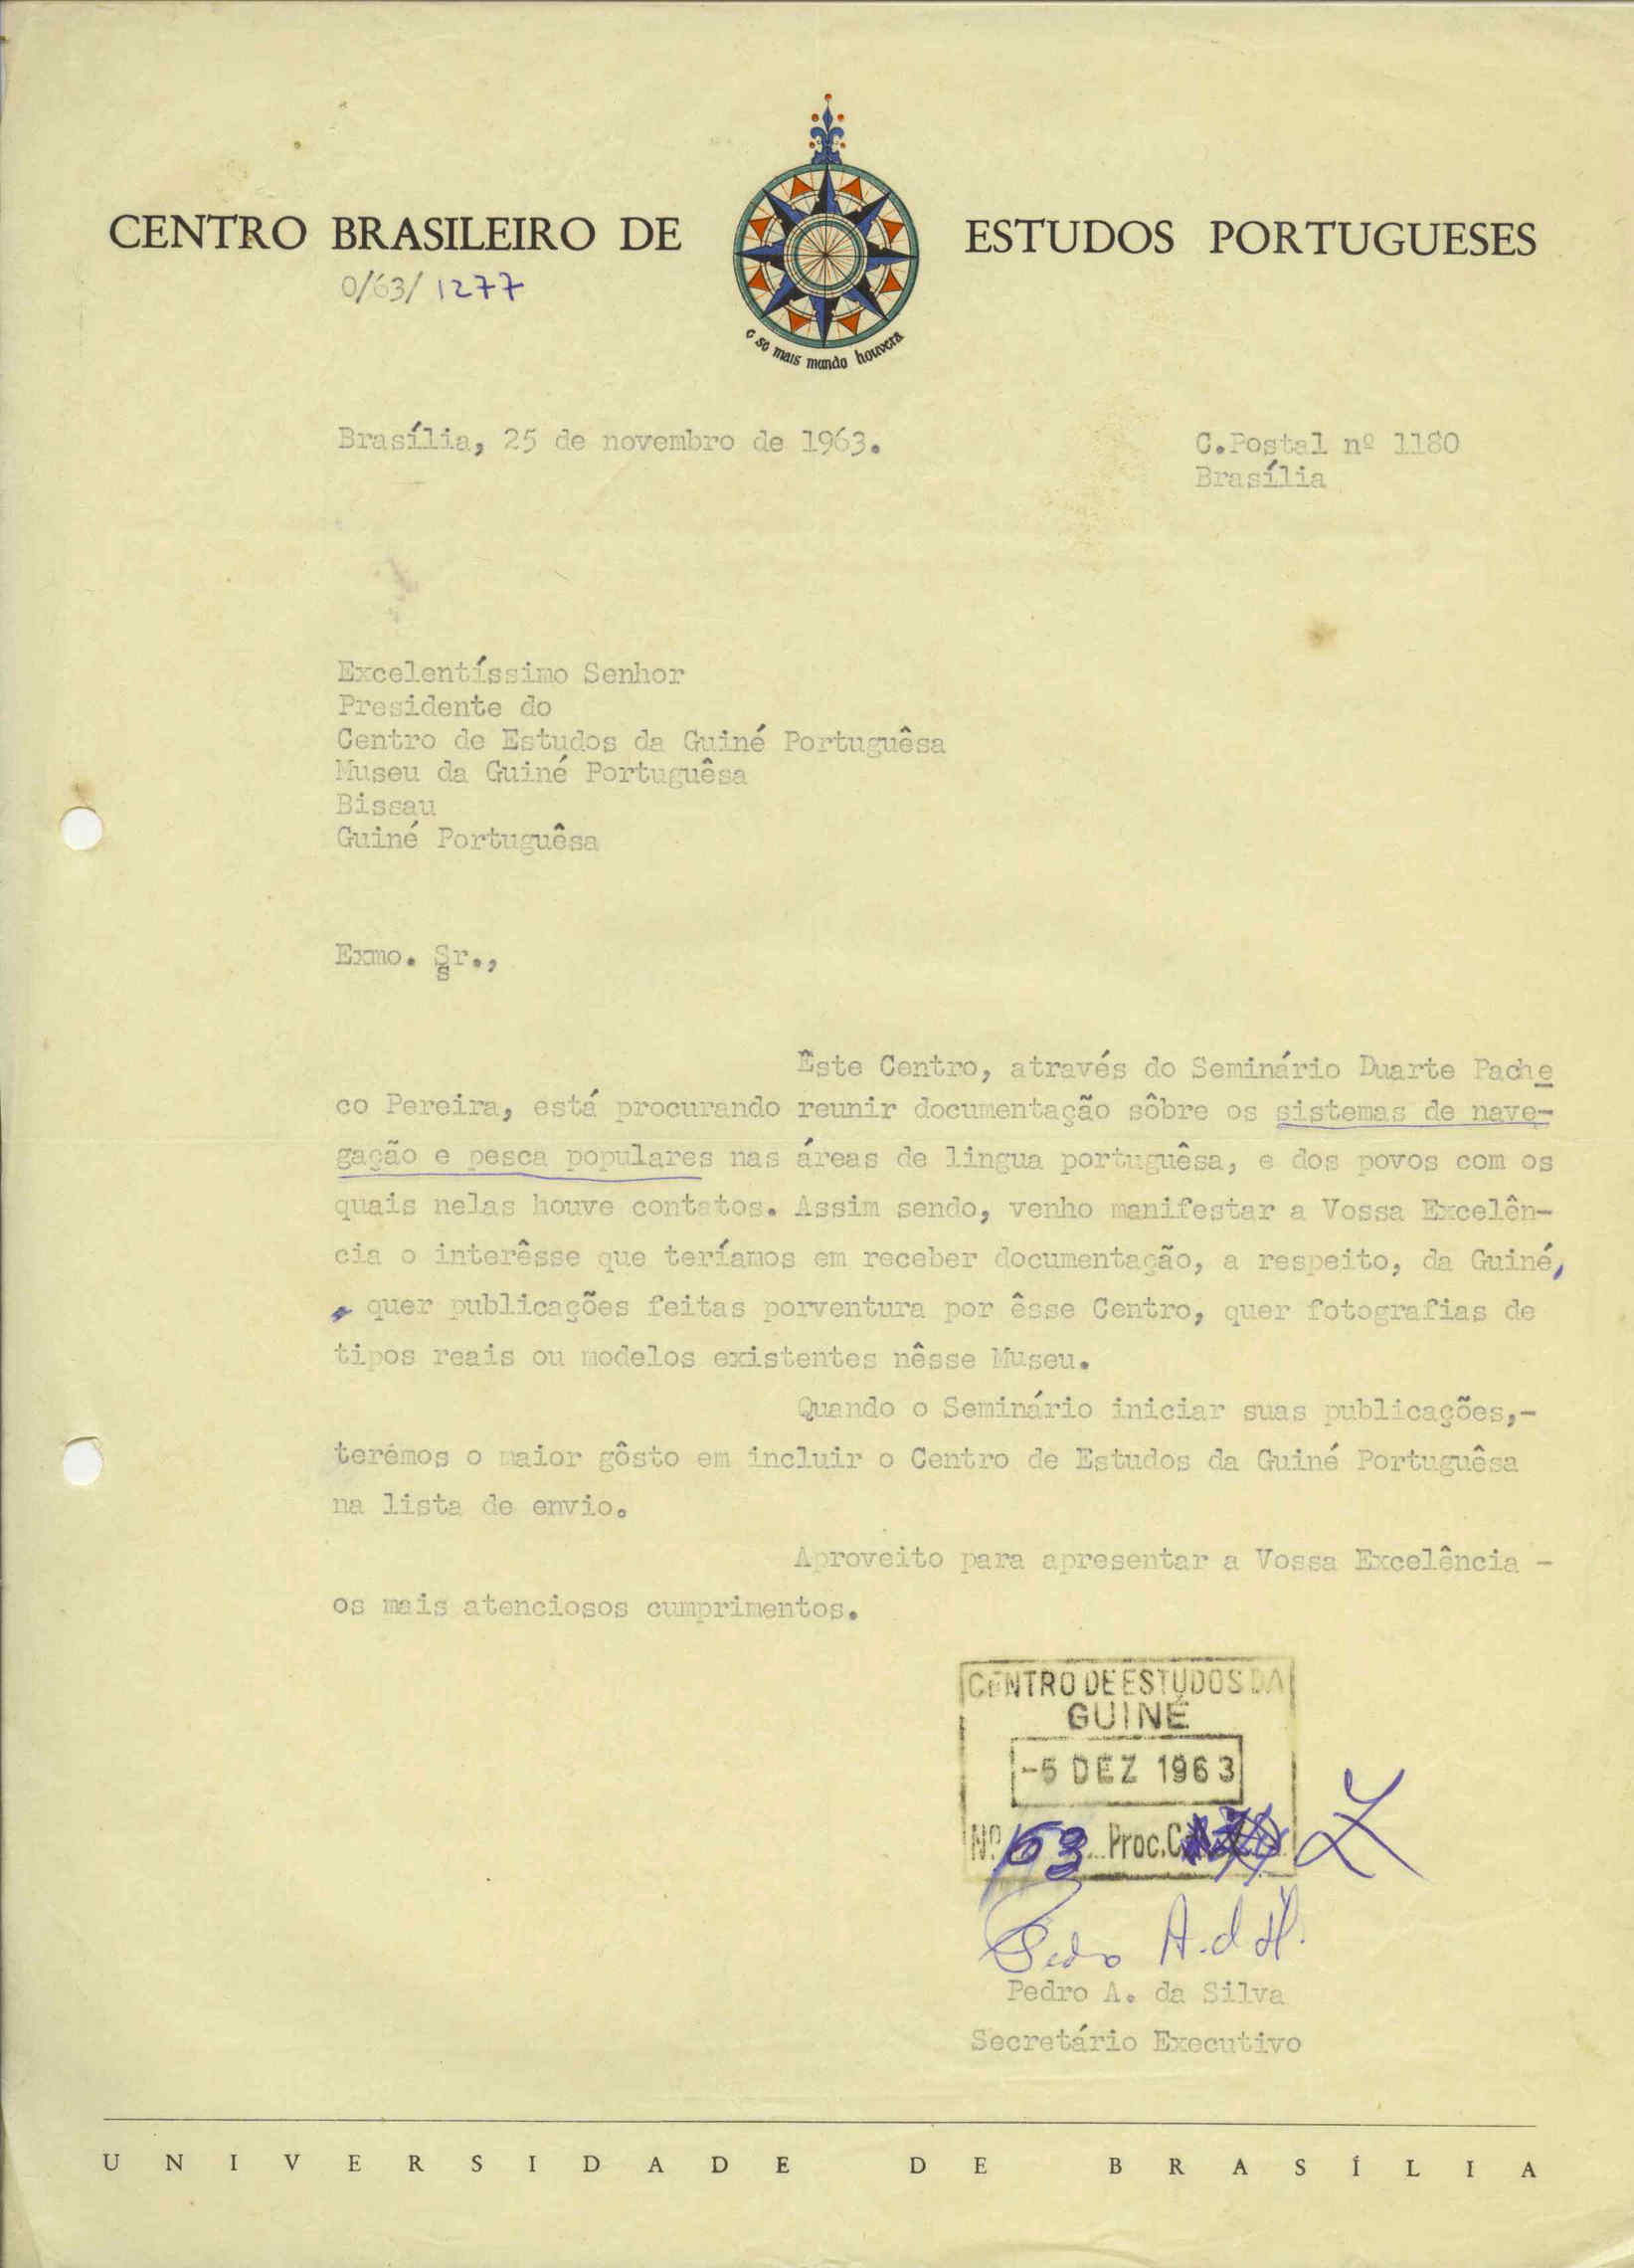 CENTRO BRASILEIRO DE ESTUDOS PORTUGUESES
0/63/1277
e se mais mundo houvera
Brasília, 25 de novembro de 1963.
C.Postal nº 1180
Brasília
Excelentíssimo Senhor
Presidente do
Centro de Estudos da Guiné Portuguêsa
Museu da Guiné Portuguêsa
Bissau
Guiné Portuguêsa
Exmo. Sr.,
Êste Centro, através do Seminário Duarte Pache
co Pereira, está procurando reunir documentação sôbre os sistemas de nave-
gação e pesca populares nas áreas de lingua portuguêsa, e dos povos com os
quais nelas houve contatos. Assim sendo, venho manifestar a Vossa Excelên-
cia o interêsse que teríamos em receber documentação, a respeito, da Guiné,
quer publicações feitas porventura por êsse Centro, quer fotografias de
tipos reais ou modelos existentes nêsse Museu.
Quando o Seminário iniciar suas publicações,-
terêmos o maior gôsto em incluir o Centro de Estudos da Guiné Portuguêsa
na lista de envio.
Aproveito para apresentar a Vossa Excelência -
os mais atenciosos cumprimentos.
CENTRO DE ESTUDOS DA
GUINÉ
-5 DEZ 1963
Nº 163 Proc.
Pedro A. d
Pedro A. da Silva
Secretário Executivo
UNIVERSIDADE DE BRASÍLIA